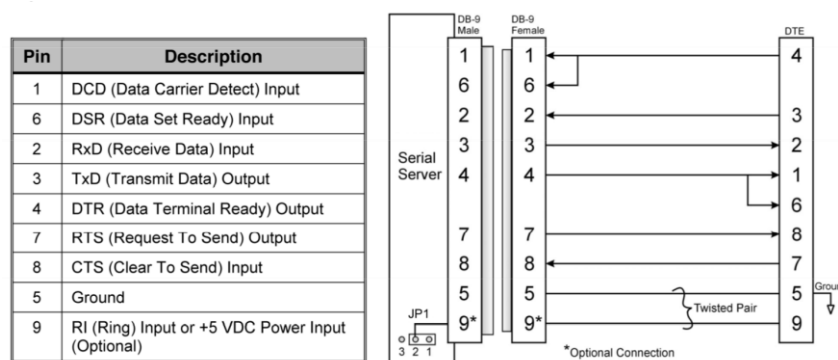 Pin Description
1 DCD (Data Carrier Detect) Input
6 DSR (Data Set Ready) Input
2 RxD (Receive Data) Input
3 TxD (Transmit Data) Output
4 DTR (Data Terminal Ready) Output
7 RTS (Request To Send) Output
8 CTS (Clear To Send) Input
5 Ground
9 RI (Ring) Input or +5 VDC Power Input
(Optional)
DB-9 Male
DB-9 Female
DTE
1 1 4
6 6
2 2 3
3 3 2
Serial Server
4 4 1
6
7 7 8
8 8 7
5 5 Twisted Pair 5 Groun
JP1
9* 9* 9
3 2 1
*Optional Connection